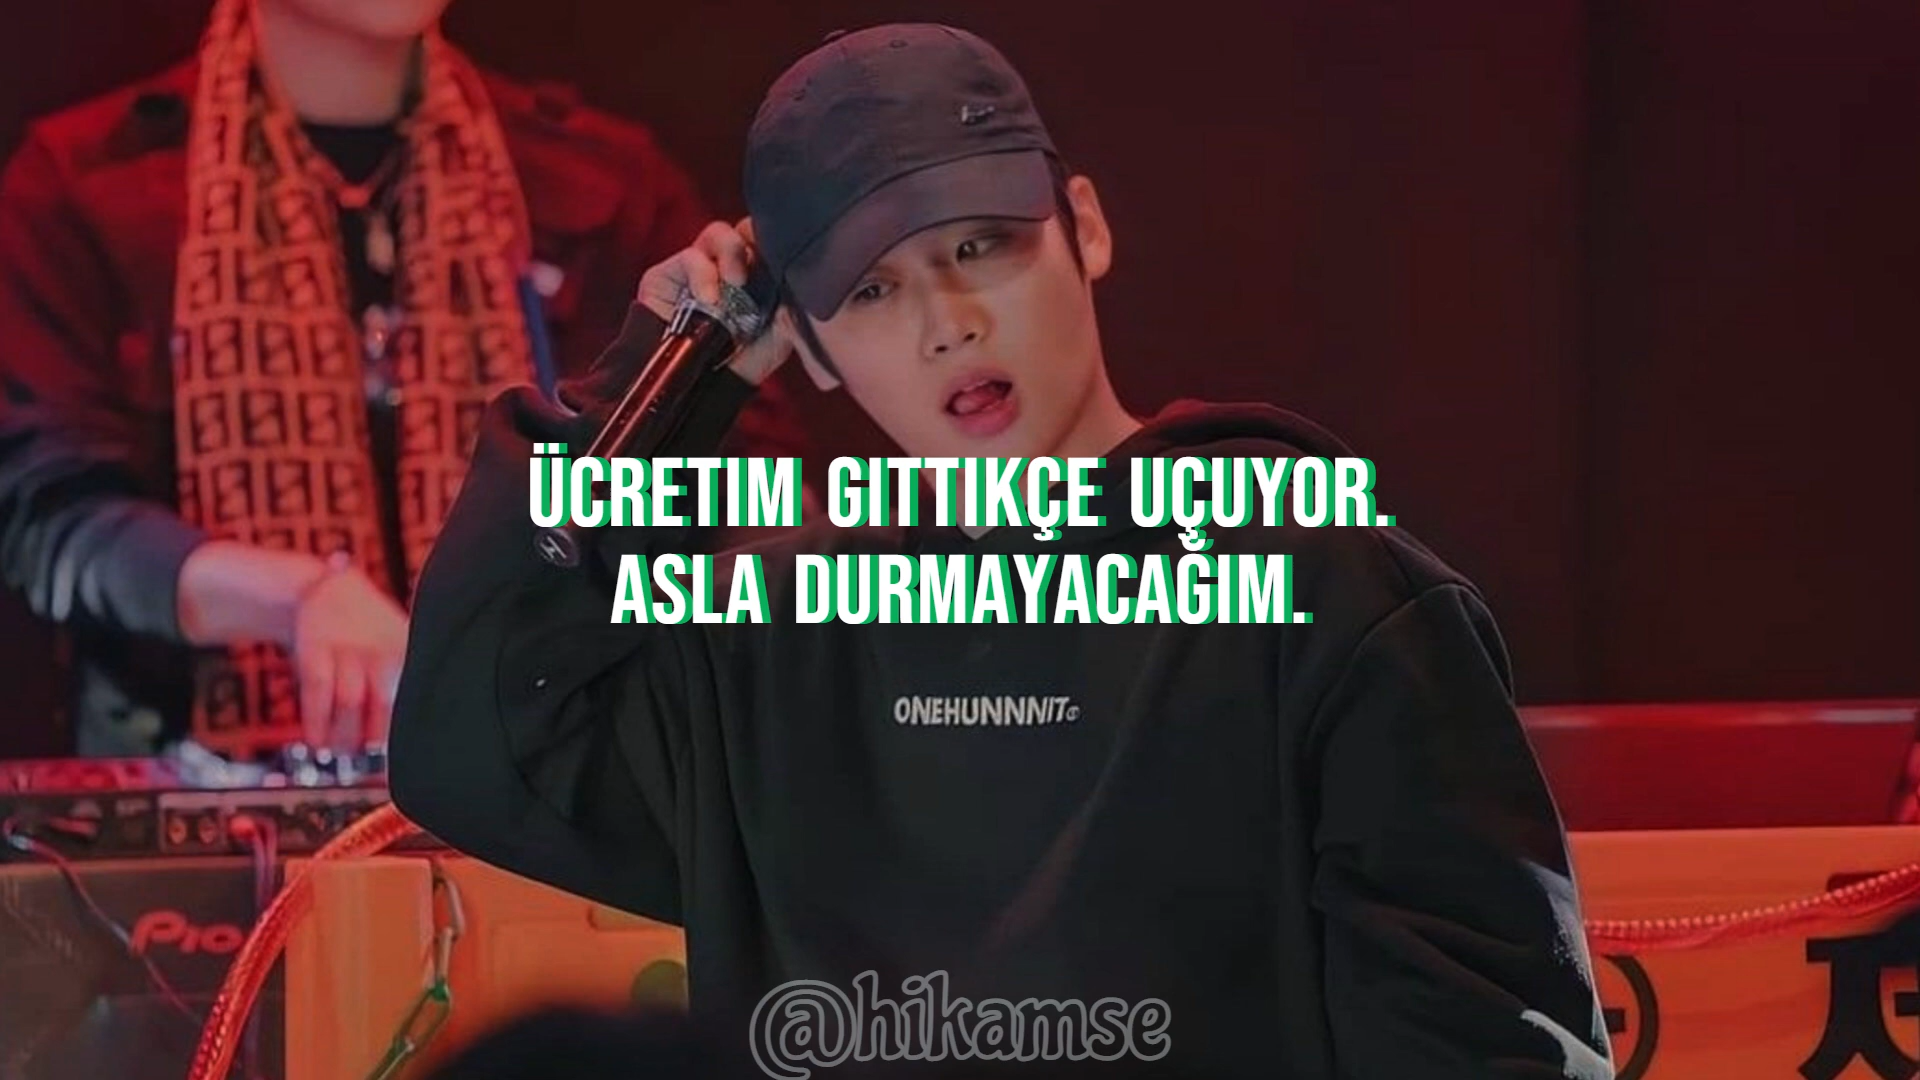 ÜCRETIM GITTIKÇE UÇUYOR.
ASLA DURMAYACAĞIM.
ONEHUNNNIT
@hikamse